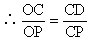 ∴ OC/OP = CD/CP